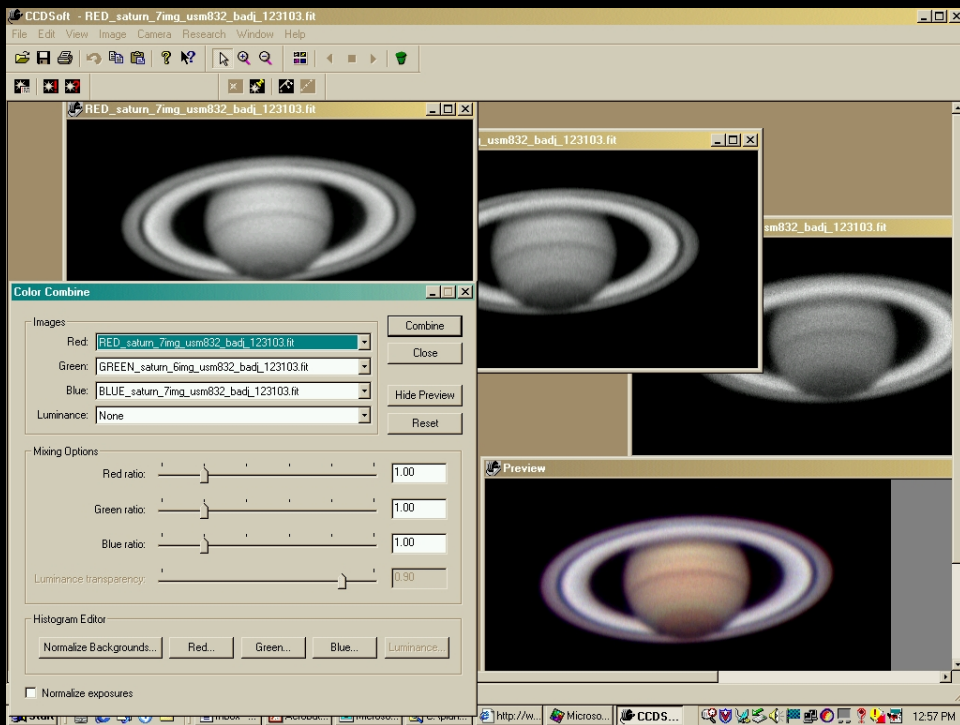 CCDSoft - RED_saturn_7img_usm832_badj_123103.fit
File Edit View Image Camera Research Window Help
RED_saturn_7img_usm832_badj_123103.fit
_usm832_badj_123103.fit
sm832_badj_123103.fit
Color Combine
Images
Red: RED_saturn_7img_usm832_badj_123103.fit
Green: GREEN_saturn_6img_usm832_badj_123103.fit
Blue: BLUE_saturn_7img_usm832_badj_123103.fit
Luminance: None
Combine
Close
Hide Preview
Reset
Mixing Options
Red ratio: 1.00
Green ratio: 1.00
Blue ratio: 1.00
Luminance transparency: 0.90
Histogram Editor
Normalize Backgrounds... Red... Green... Blue... Luminance...
Normalize exposures
Preview
Start Inbox Acrobat... Microso... http://w... Microso... CCDS... 12:57 PM